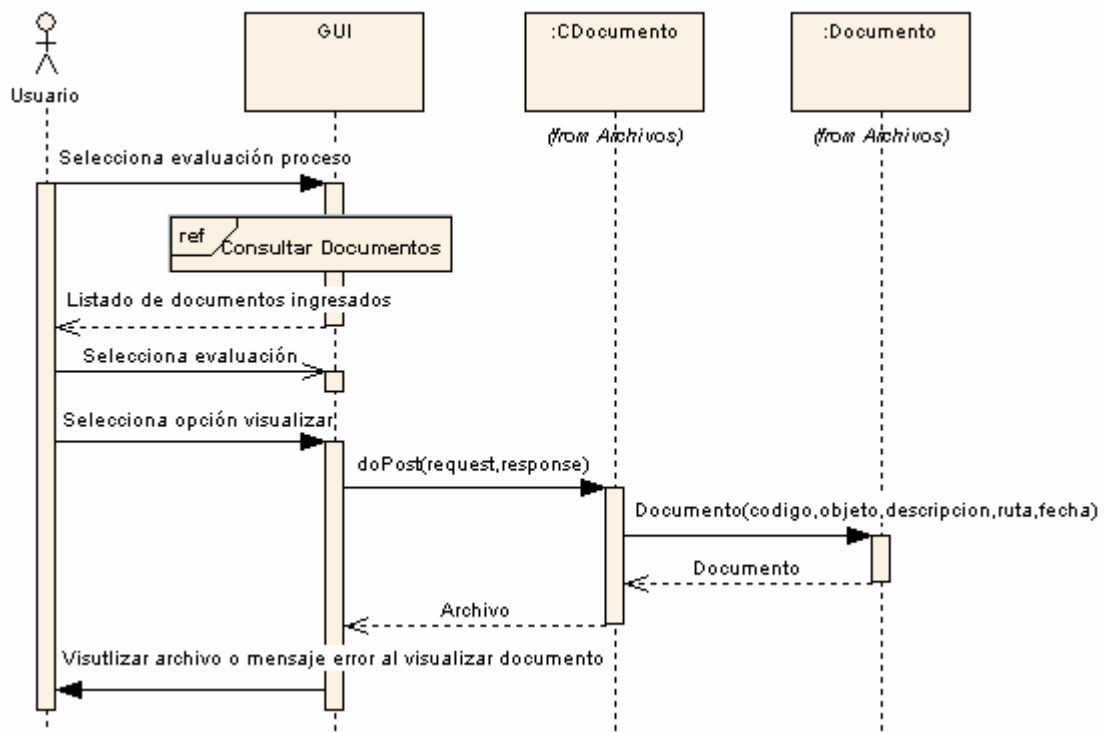 GUI
:CDocumento
:Documento
Usuario
(from Archivos)
(from Archivos)
Selecciona evaluación proceso
ref
Consultar Documentos
Listado de documentos ingresados
Selecciona evaluación
Selecciona opción visualizar
doPost(request,response)
Documento(codigo,objeto,descripcion,ruta,fecha)
Documento
Archivo
Visutlizar archivo o mensaje error al visualizar documento